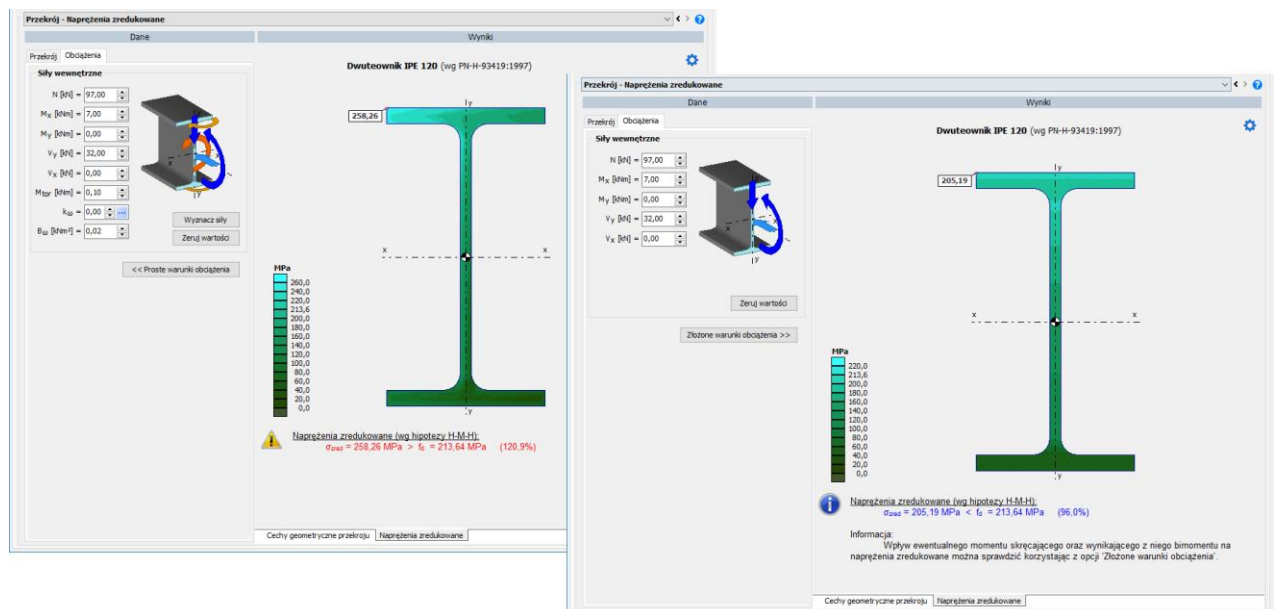 Przekrój - Naprężenia zredukowane
Dane
Wyniki
Przekrój Obciążenia
Siły wewnętrzne
N [kN] = 97,00
Mx [kNm] = 7,00
My [kNm] = 0,00
Vy [kN] = 32,00
Vx [kN] = 0,00
Mtor [kNm] = 0,10
kω = 0,00 ...
Bω [kNm²] = 0,02
x
x
y
Wyznacz siły
Zeruj wartości
<< Proste warunki obciążenia
Dwuteownik IPE 120 (wg PN-H-93419:1997)
258,26
y
x
x
y
MPa
260,0
240,0
220,0
213,6
200,0
180,0
160,0
140,0
120,0
100,0
80,0
60,0
40,0
20,0
0,0
Naprężenia zredukowane (wg hipotezy H-M-H):
σzred = 258,26 MPa > fd = 213,64 MPa (120,9%)
Cechy geometryczne przekroju Naprężenia zredukowane
Przekrój - Naprężenia zredukowane
Dane
Wyniki
Przekrój Obciążenia
Siły wewnętrzne
N [kN] = 97,00
Mx [kNm] = 7,00
My [kNm] = 0,00
Vy [kN] = 32,00
Vx [kN] = 0,00
x
x
y
Zeruj wartości
Złożone warunki obciążenia >>
Dwuteownik IPE 120 (wg PN-H-93419:1997)
205,19
y
x
x
y
MPa
220,0
213,6
200,0
180,0
160,0
140,0
120,0
100,0
80,0
60,0
40,0
20,0
0,0
Naprężenia zredukowane (wg hipotezy H-M-H):
σzred = 205,19 MPa < fd = 213,64 MPa (96,0%)
Informacja:
Wpływ ewentualnego momentu skręcającego oraz wynikającego z niego bimomentu na
naprężenia zredukowane można sprawdzić korzystając z opcji 'Złożone warunki obciążenia'.
Cechy geometryczne przekroju Naprężenia zredukowane